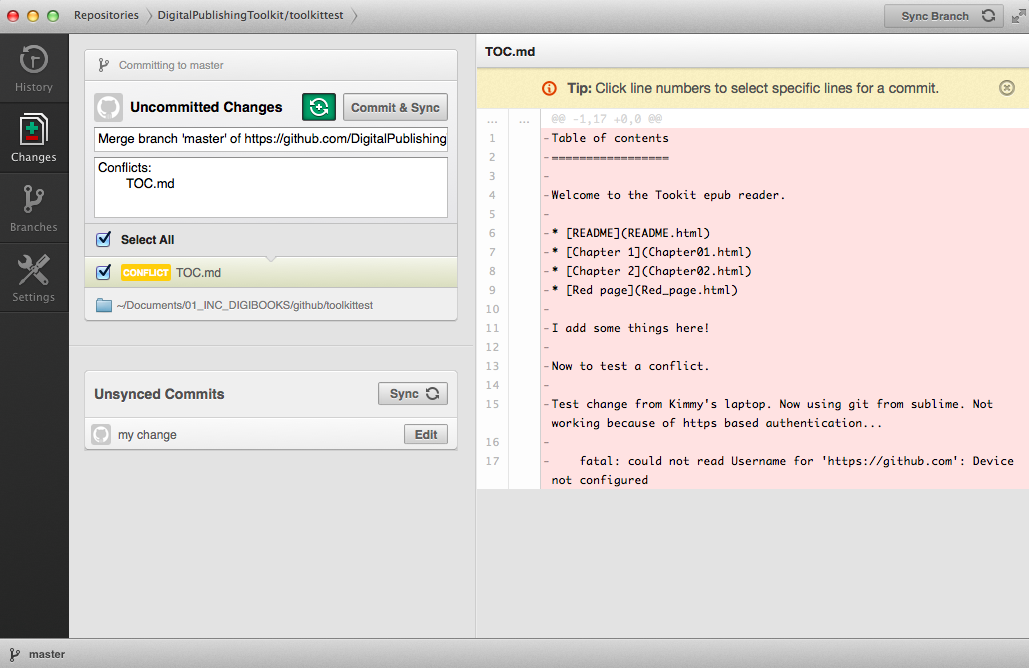 Repositories
DigitalPublishingToolkit/toolkittest
Sync Branch
History
Changes
Branches
Settings
Committing to master
Uncommitted Changes
Commit & Sync
Merge branch 'master' of https://github.com/DigitalPublishing
Conflicts:
TOC.md
Select All
CONFLICT TOC.md
~/Documents/01_INC_DIGIBOOKS/github/toolkittest
Unsynced Commits
Sync
my change
Edit
TOC.md
Tip: Click line numbers to select specific lines for a commit.
... ... @@ -1,17 +0,0 @@
1 -Table of contents
2 -=================
3 -
4 -Welcome to the Tookit epub reader.
5 -
6 -* [README](README.html)
7 -* [Chapter 1](Chapter01.html)
8 -* [Chapter 2](Chapter02.html)
9 -* [Red page](Red_page.html)
10 -
11 -I add some things here!
12 -
13 -Now to test a conflict.
14 -
15 -Test change from Kimmy's laptop. Now using git from sublime. Not
working because of https based authentication...
16 -
17 -    fatal: could not read Username for 'https://github.com': Device
not configured
master